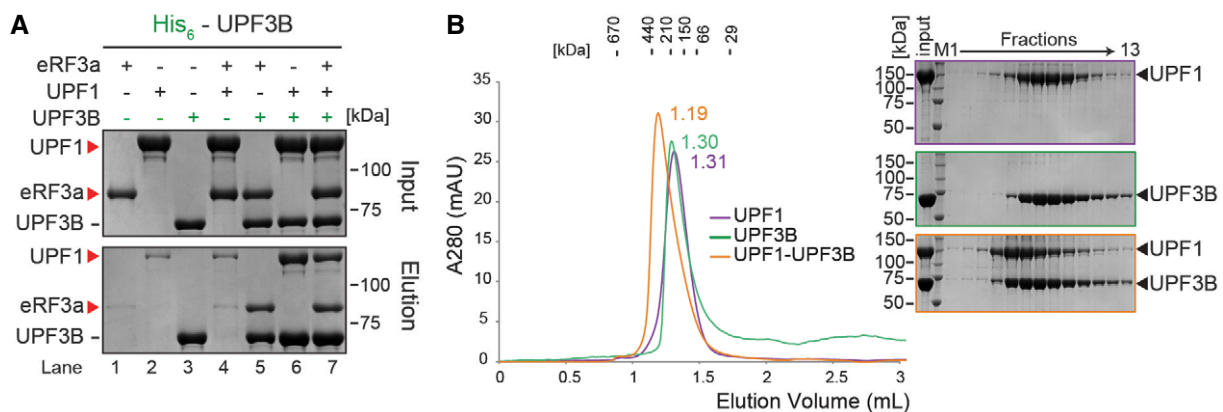 A
His6 - UPF3B
eRF3a + - - + + - +
UPF1 - + - + - + +
UPF3B - - + - + + + [kDa]
UPF1
eRF3a
UPF3B -
- 100
- 75
Input
UPF1
eRF3a
UPF3B -
- 100
- 75
Elution
Lane 1 2 3 4 5 6 7
B
[kDa] - 670 - 440 - 210 - 150 - 66 - 29
A280 (mAU)
35
30
25
20
15
10
5
0
1.19
1.30
1.31
UPF1
UPF3B
UPF1-UPF3B
0 0.5 1 1.5 2 2.5 3
Elution Volume (mL)
[kDa] input M1 Fractions 13
150 -
100 -
75 -
50 -
UPF1
150 -
100 -
75 -
50 -
UPF3B
150 -
100 -
75 -
50 -
UPF1
UPF3B